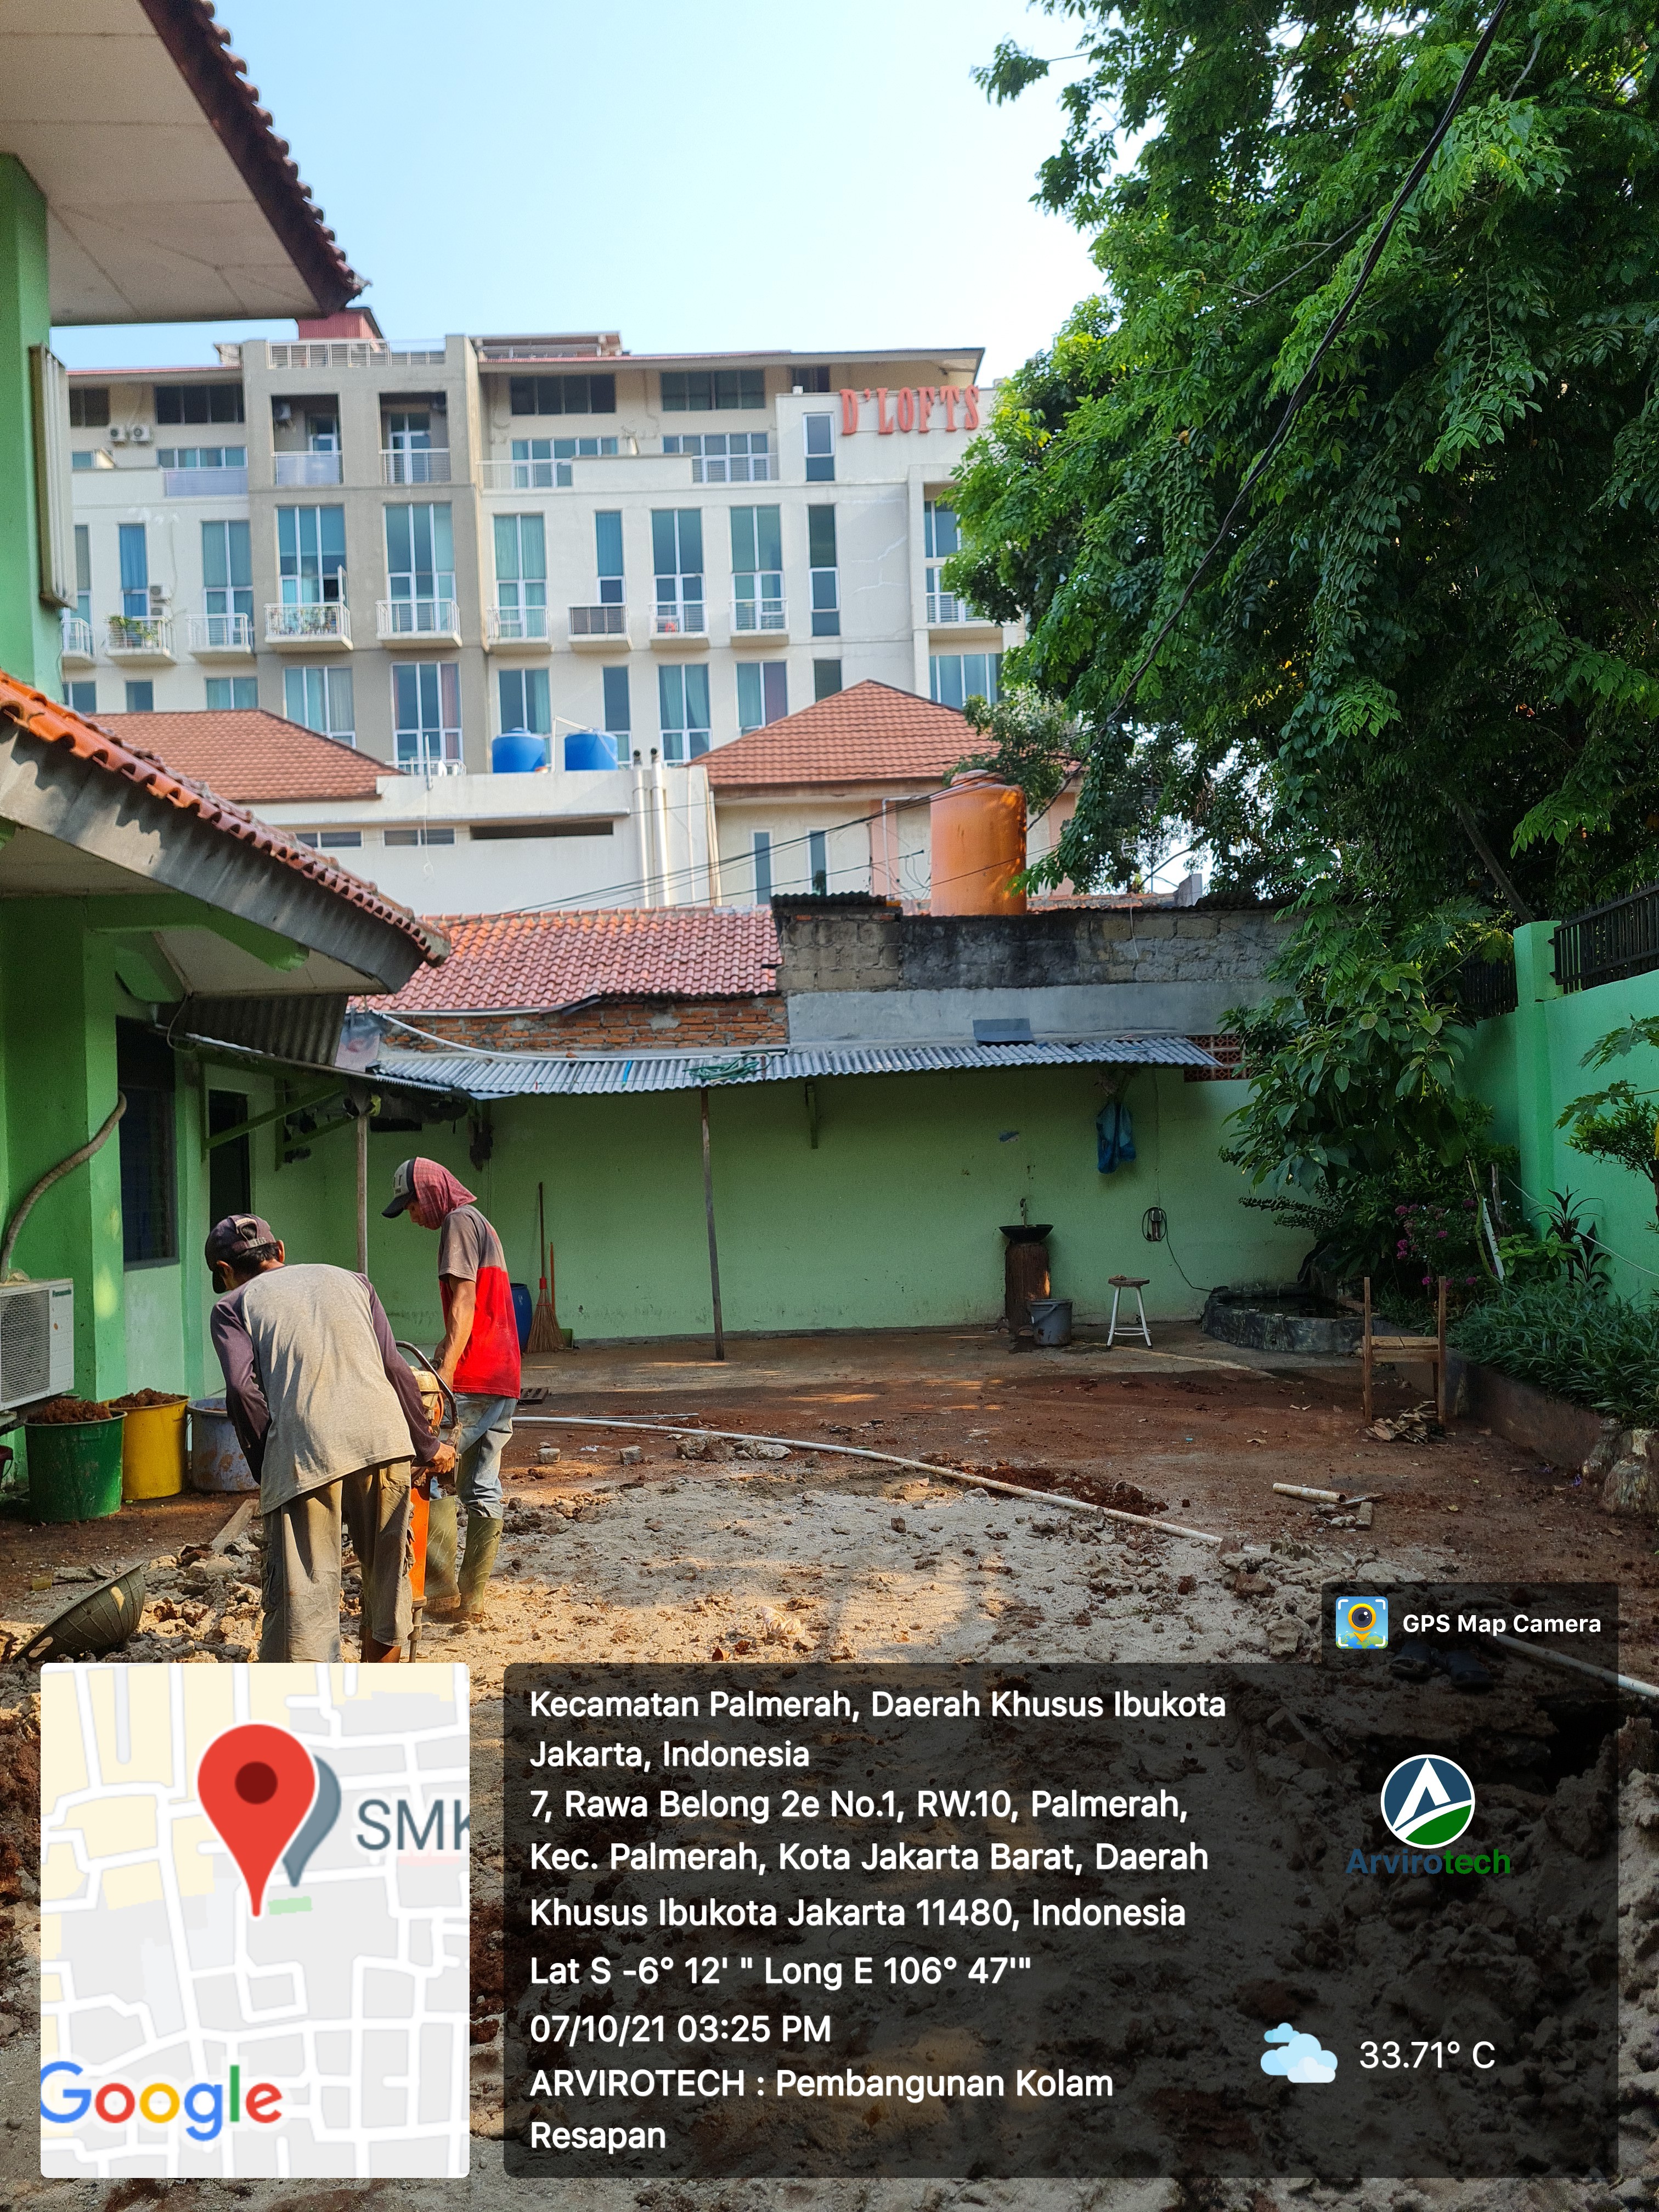 D'LOFTS
GPS Map Camera
SMK
Google
Kecamatan Palmerah, Daerah Khusus Ibukota
Jakarta, Indonesia
7, Rawa Belong 2e No.1, RW.10, Palmerah,
Kec. Palmerah, Kota Jakarta Barat, Daerah
Khusus Ibukota Jakarta 11480, Indonesia
Lat S -6° 12' " Long E 106° 47'"
07/10/21 03:25 PM
ARVIROTECH : Pembangunan Kolam
Resapan
Arvirotech
33.71° C